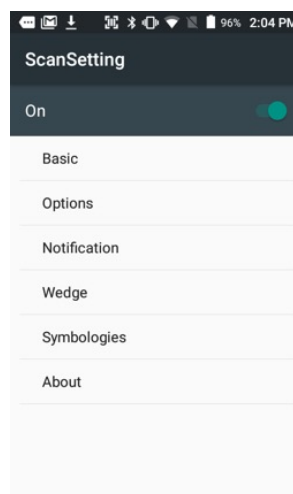 96% 2:04 PM
ScanSetting
On
Basic
Options
Notification
Wedge
Symbologies
About